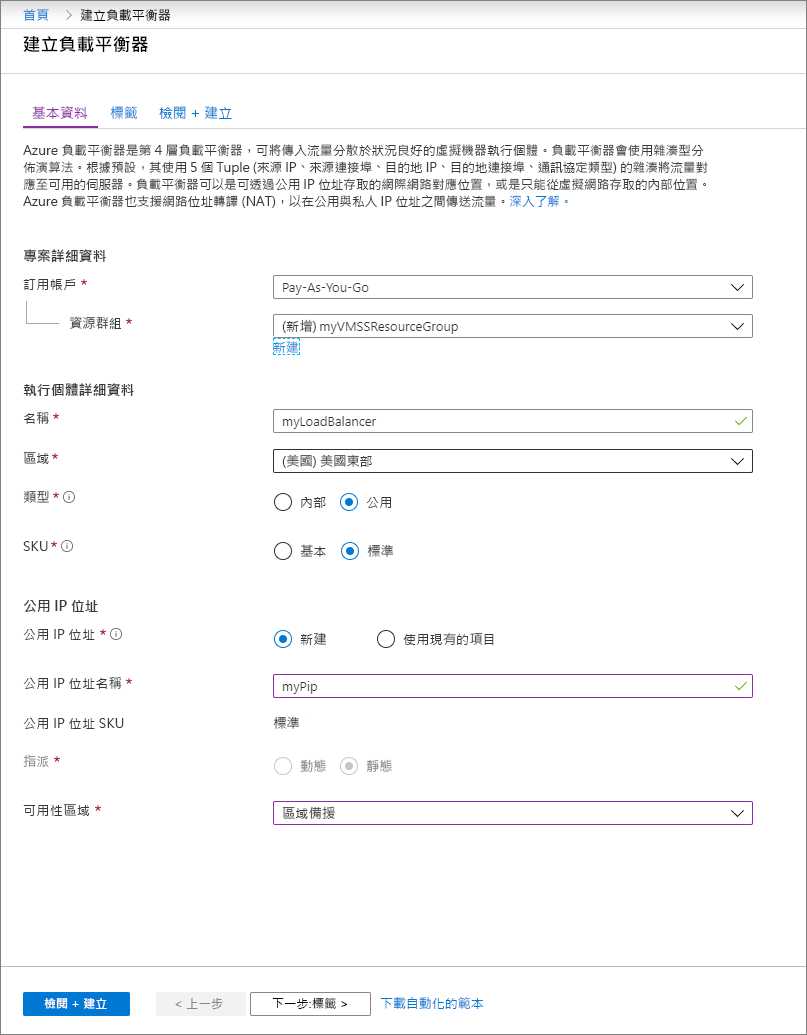 首頁 > 建立負載平衡器
建立負載平衡器
基本資料 標籤 檢閱 + 建立
Azure 負載平衡器是第 4 層負載平衡器，可將傳入流量分散於狀況良好的虛擬機器執行個體。負載平衡器會使用雜湊型分
佈演算法。根據預設，其使用 5 個 Tuple (來源 IP、來源連接埠、目的地 IP、目的地連接埠、通訊協定類型) 的雜湊將流量對
應至可用的伺服器。負載平衡器可以是可透過公用 IP 位址存取的網際網路對應位置，或是只能從虛擬網路存取的內部位置。
Azure 負載平衡器也支援網路位址轉譯 (NAT)，以在公用與私人 IP 位址之間傳送流量。深入了解。
專案詳細資料
訂用帳戶 * Pay-As-You-Go
資源群組 * (新增) myVMSSResourceGroup
新建
執行個體詳細資料
名稱 * myLoadBalancer
區域 * (美國) 美國東部
類型 * 內部 公用
SKU * 基本 標準
公用 IP 位址
公用 IP 位址 * 新建 使用現有的項目
公用 IP 位址名稱 * myPip
公用 IP 位址 SKU 標準
指派 * 動態 靜態
可用性區域 * 區域備援
檢閱 + 建立 < 上一步 下一步:標籤 > 下載自動化的範本